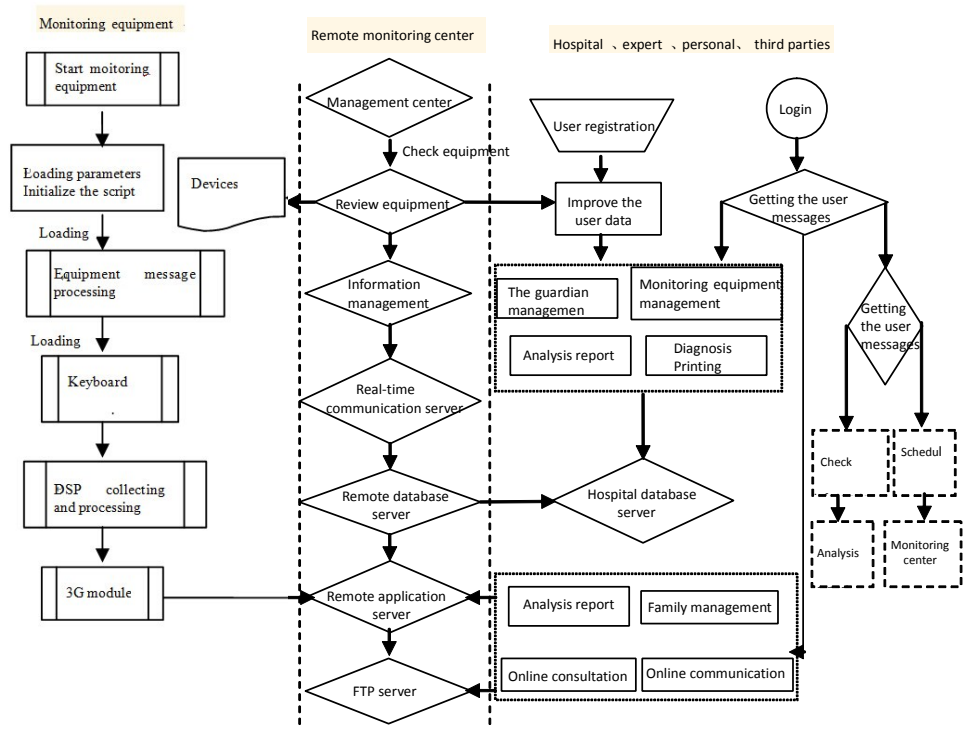 Monitoring equipment
Remote monitoring center
Hospital 、expert 、personal、 third parties
Start moitoring
equipment
Loading parameters
Initialize the script
Loading
Equipment message
processing
Loading
Keyboard
DSP collecting
and processing
3G module
Devices
Management center
Check equipment
Review equipment
Information
management
Real-time
communication server
Remote database
server
Remote application
server
FTP server
User registration
Improve the
user data
The guardian
managemen
Monitoring equipment
management
Analysis report
Diagnosis
Printing
Hospital database
server
Analysis report
Family management
Online consultation
Online communication
Login
Getting the user
messages
Getting
the user
messages
Check
Schedul
Analysis
Monitoring
center